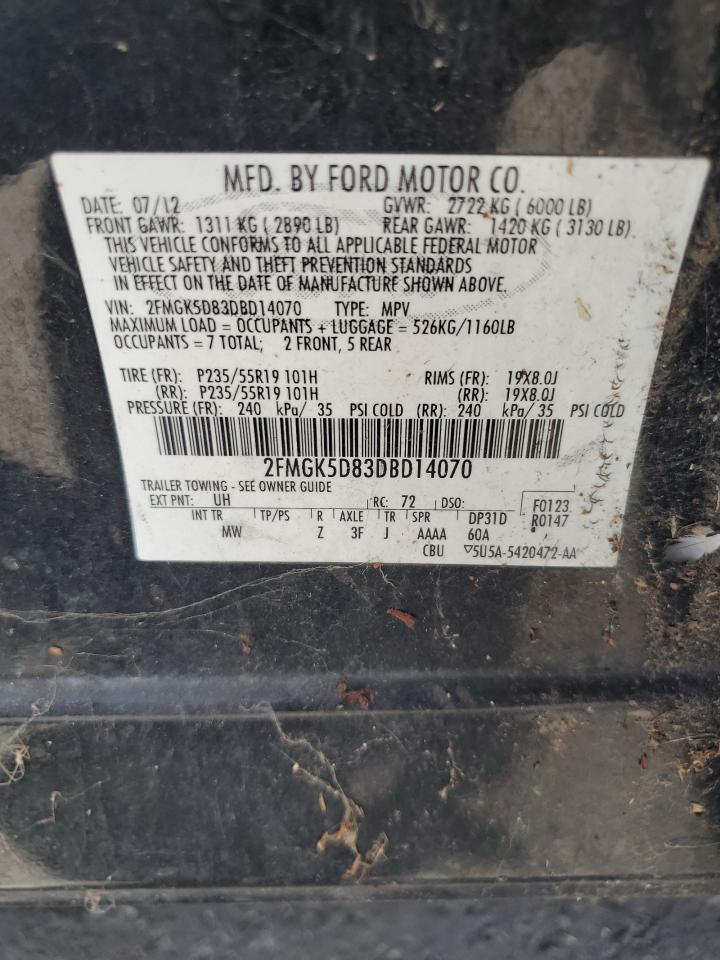 MFD. BY FORD MOTOR CO.
DATE: 07/12 GVWR: 2722 KG ( 6000 LB)
FRONT GAWR: 1311 KG ( 2890 LB) REAR GAWR: 1420 KG ( 3130 LB)
THIS VEHICLE CONFORMS TO ALL APPLICABLE FEDERAL MOTOR
VEHICLE SAFETY AND THEFT PREVENTION STANDARDS
IN EFFECT ON THE DATE OF MANUFACTURE SHOWN ABOVE.
VIN: 2FMGK5D83DBD14070 TYPE: MPV
MAXIMUM LOAD = OCCUPANTS + LUGGAGE = 526KG/1160LB
OCCUPANTS = 7 TOTAL; 2 FRONT, 5 REAR
TIRE (FR): P235/55R19 101H RIMS (FR): 19X8.0J
(RR): P235/55R19 101H (RR): 19X8.0J
PRESSURE (FR): 240 kPa/ 35 PSI COLD (RR): 240 kPa/ 35 PSI COLD
2FMGK5D83DBD14070
TRAILER TOWING - SEE OWNER GUIDE
EXT PNT: UH RC: 72 DSO: F0123
INT TR TP/PS R AXLE TR SPR DP31D R0147
MW Z 3F J AAAA 60A
CBU ▽5U5A-5420472-AA